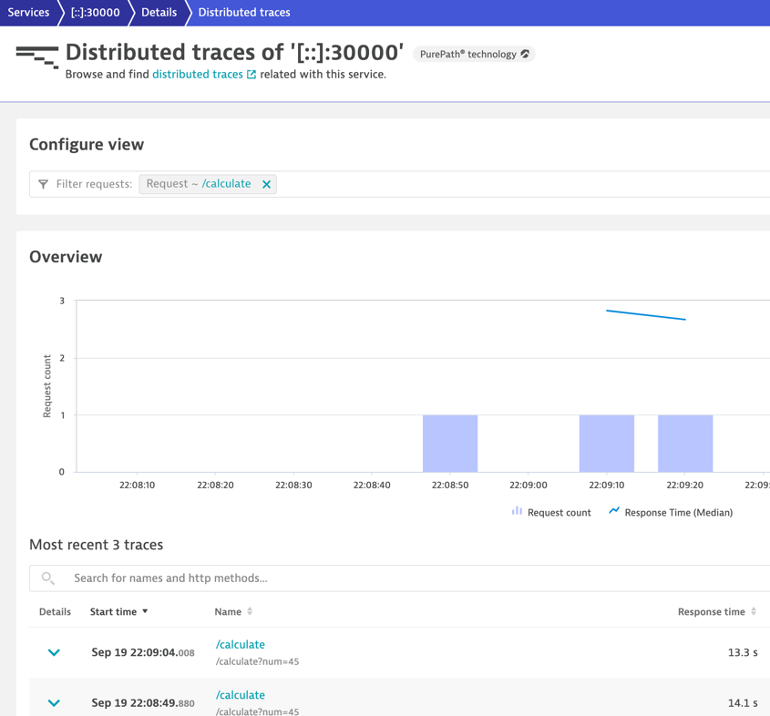 Services [::]:30000 Details Distributed traces
Distributed traces of '[::]:30000' PurePath® technology
Browse and find distributed traces related with this service.
Configure view
Filter requests: Request ~ /calculate
Overview
3
2
1
0
Request count
22:08:10 22:08:20 22:08:30 22:08:40 22:08:50 22:09:00 22:09:10 22:09:20 22:09:
Request count Response Time (Median)
Most recent 3 traces
Search for names and http methods...
Details Start time Name Response time
Sep 19 22:09:04.008 /calculate 13.3 s
/calculate?num=45
Sep 19 22:08:49.880 /calculate 14.1 s
/calculate?num=45